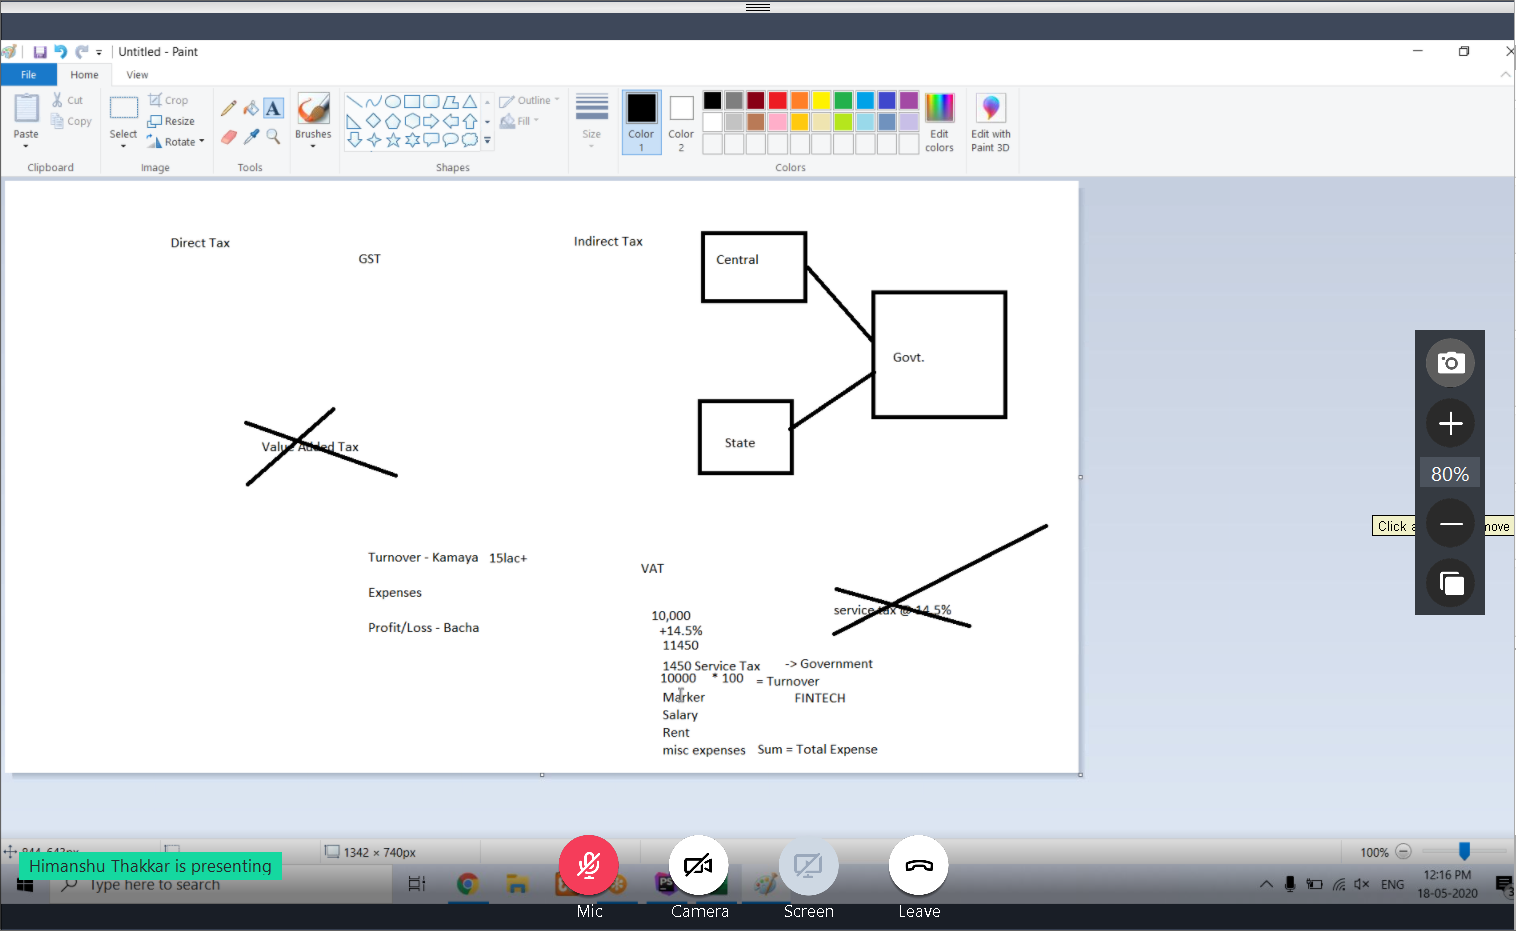 Untitled - Paint
File Home View
Paste
Cut
Copy
Clipboard
Select
Crop
Resize
Rotate
Image
Tools
Brushes
Shapes
Outline
Fill
Size
Color 1
Color 2
Colors
Edit colors
Edit with Paint 3D
Direct Tax
GST
Indirect Tax
Central
Govt.
State
Value Added Tax
Turnover - Kamaya 15lac+
Expenses
Profit/Loss - Bacha
VAT
service tax @ 14.5%
10,000
+14.5%
11450
1450 Service Tax -> Government
10000 * 100 = Turnover
Marker FINTECH
Salary
Rent
misc expenses Sum = Total Expense
80%
Click
move
1342 × 740px
100%
Himanshu Thakkar is presenting
Type here to search
ENG
12:16 PM
18-05-2020
Mic
Camera
Screen
Leave